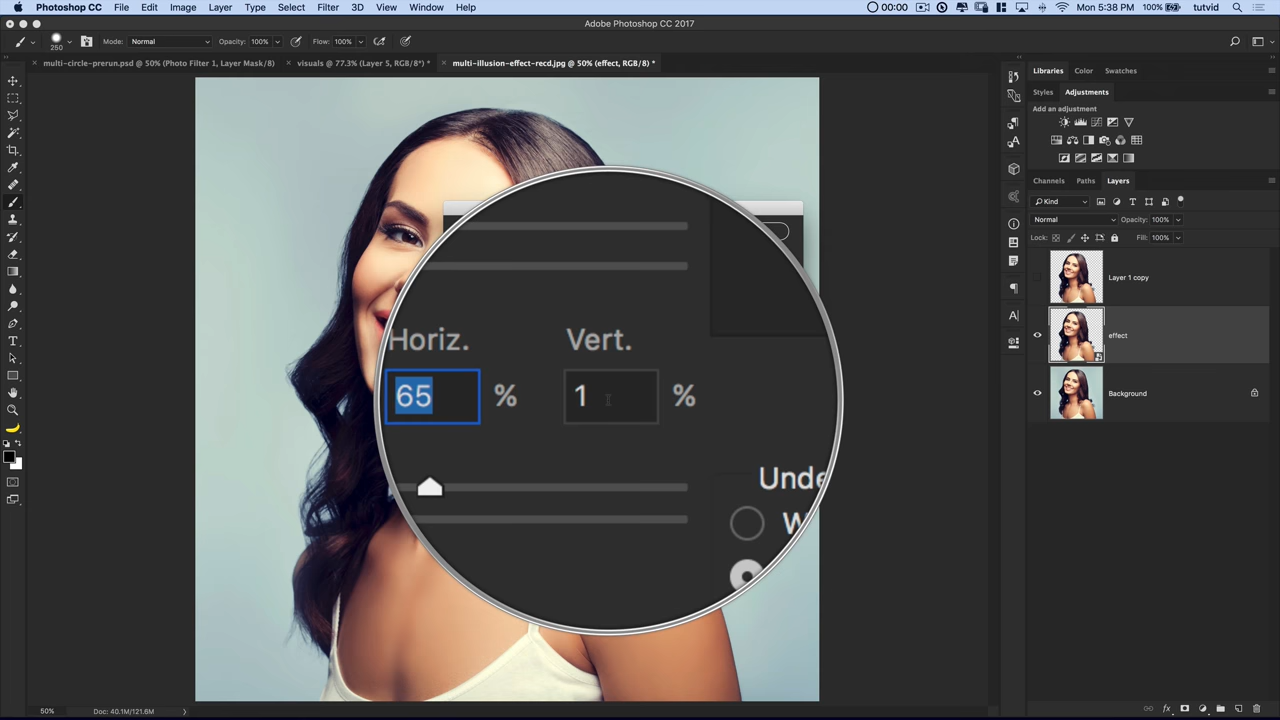 Photoshop CC File Edit Image Layer Type Select Filter 3D View Window Help 00:00 100% Mon 5:38 PM tutvid
Adobe Photoshop CC 2017
250 Mode: Normal Opacity: 100% Flow: 100%
× multi-circle-prerun.psd @ 50% (Photo Filter 1, Layer Mask/8) × visuals @ 77.3% (Layer 5, RGB/8*) * × multi-illusion-effect-recd.jpg @ 50% (effect, RGB/8) *
Libraries Color Swatches
Styles Adjustments
Add an adjustment
Channels Paths Layers
Kind
Normal Opacity: 100%
Lock: Fill: 100%
Layer 1 copy
effect
Background
Horiz. Vert.
65 % 1 %
Unde
W
50% Doc: 40.1M/121.6M